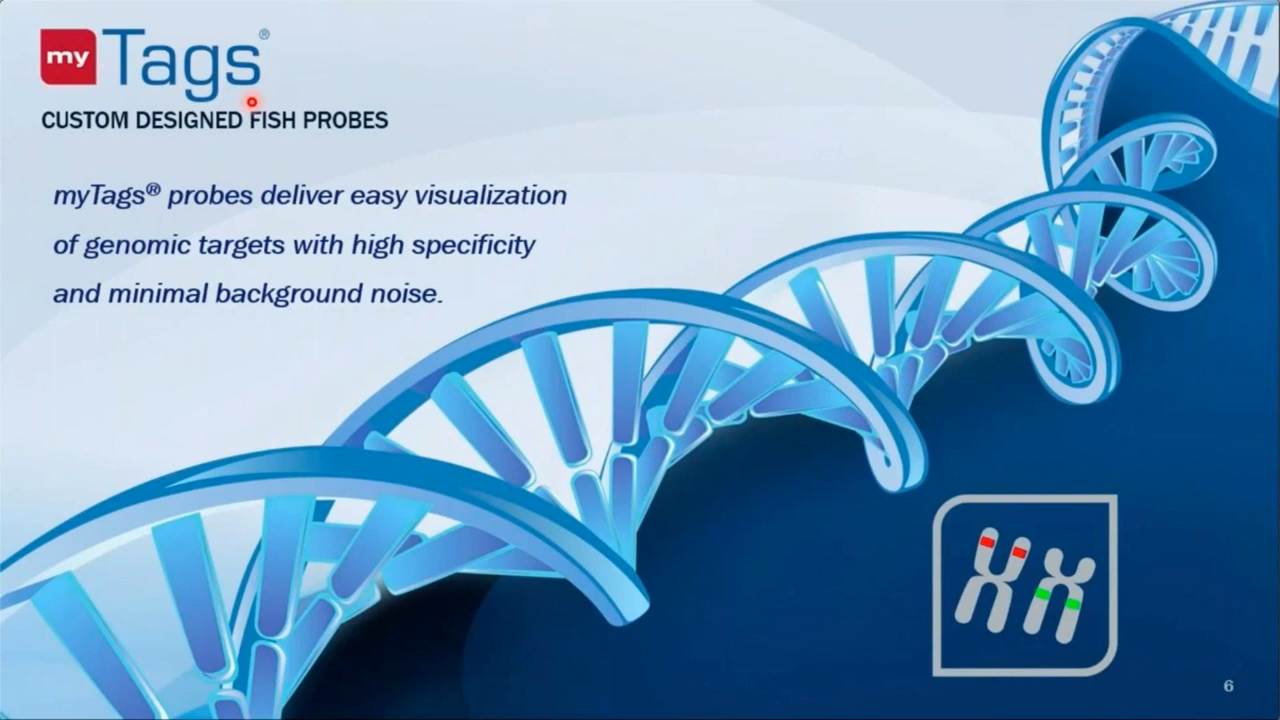 my Tags®
CUSTOM DESIGNED FISH PROBES
myTags® probes deliver easy visualization
of genomic targets with high specificity
and minimal background noise.
6